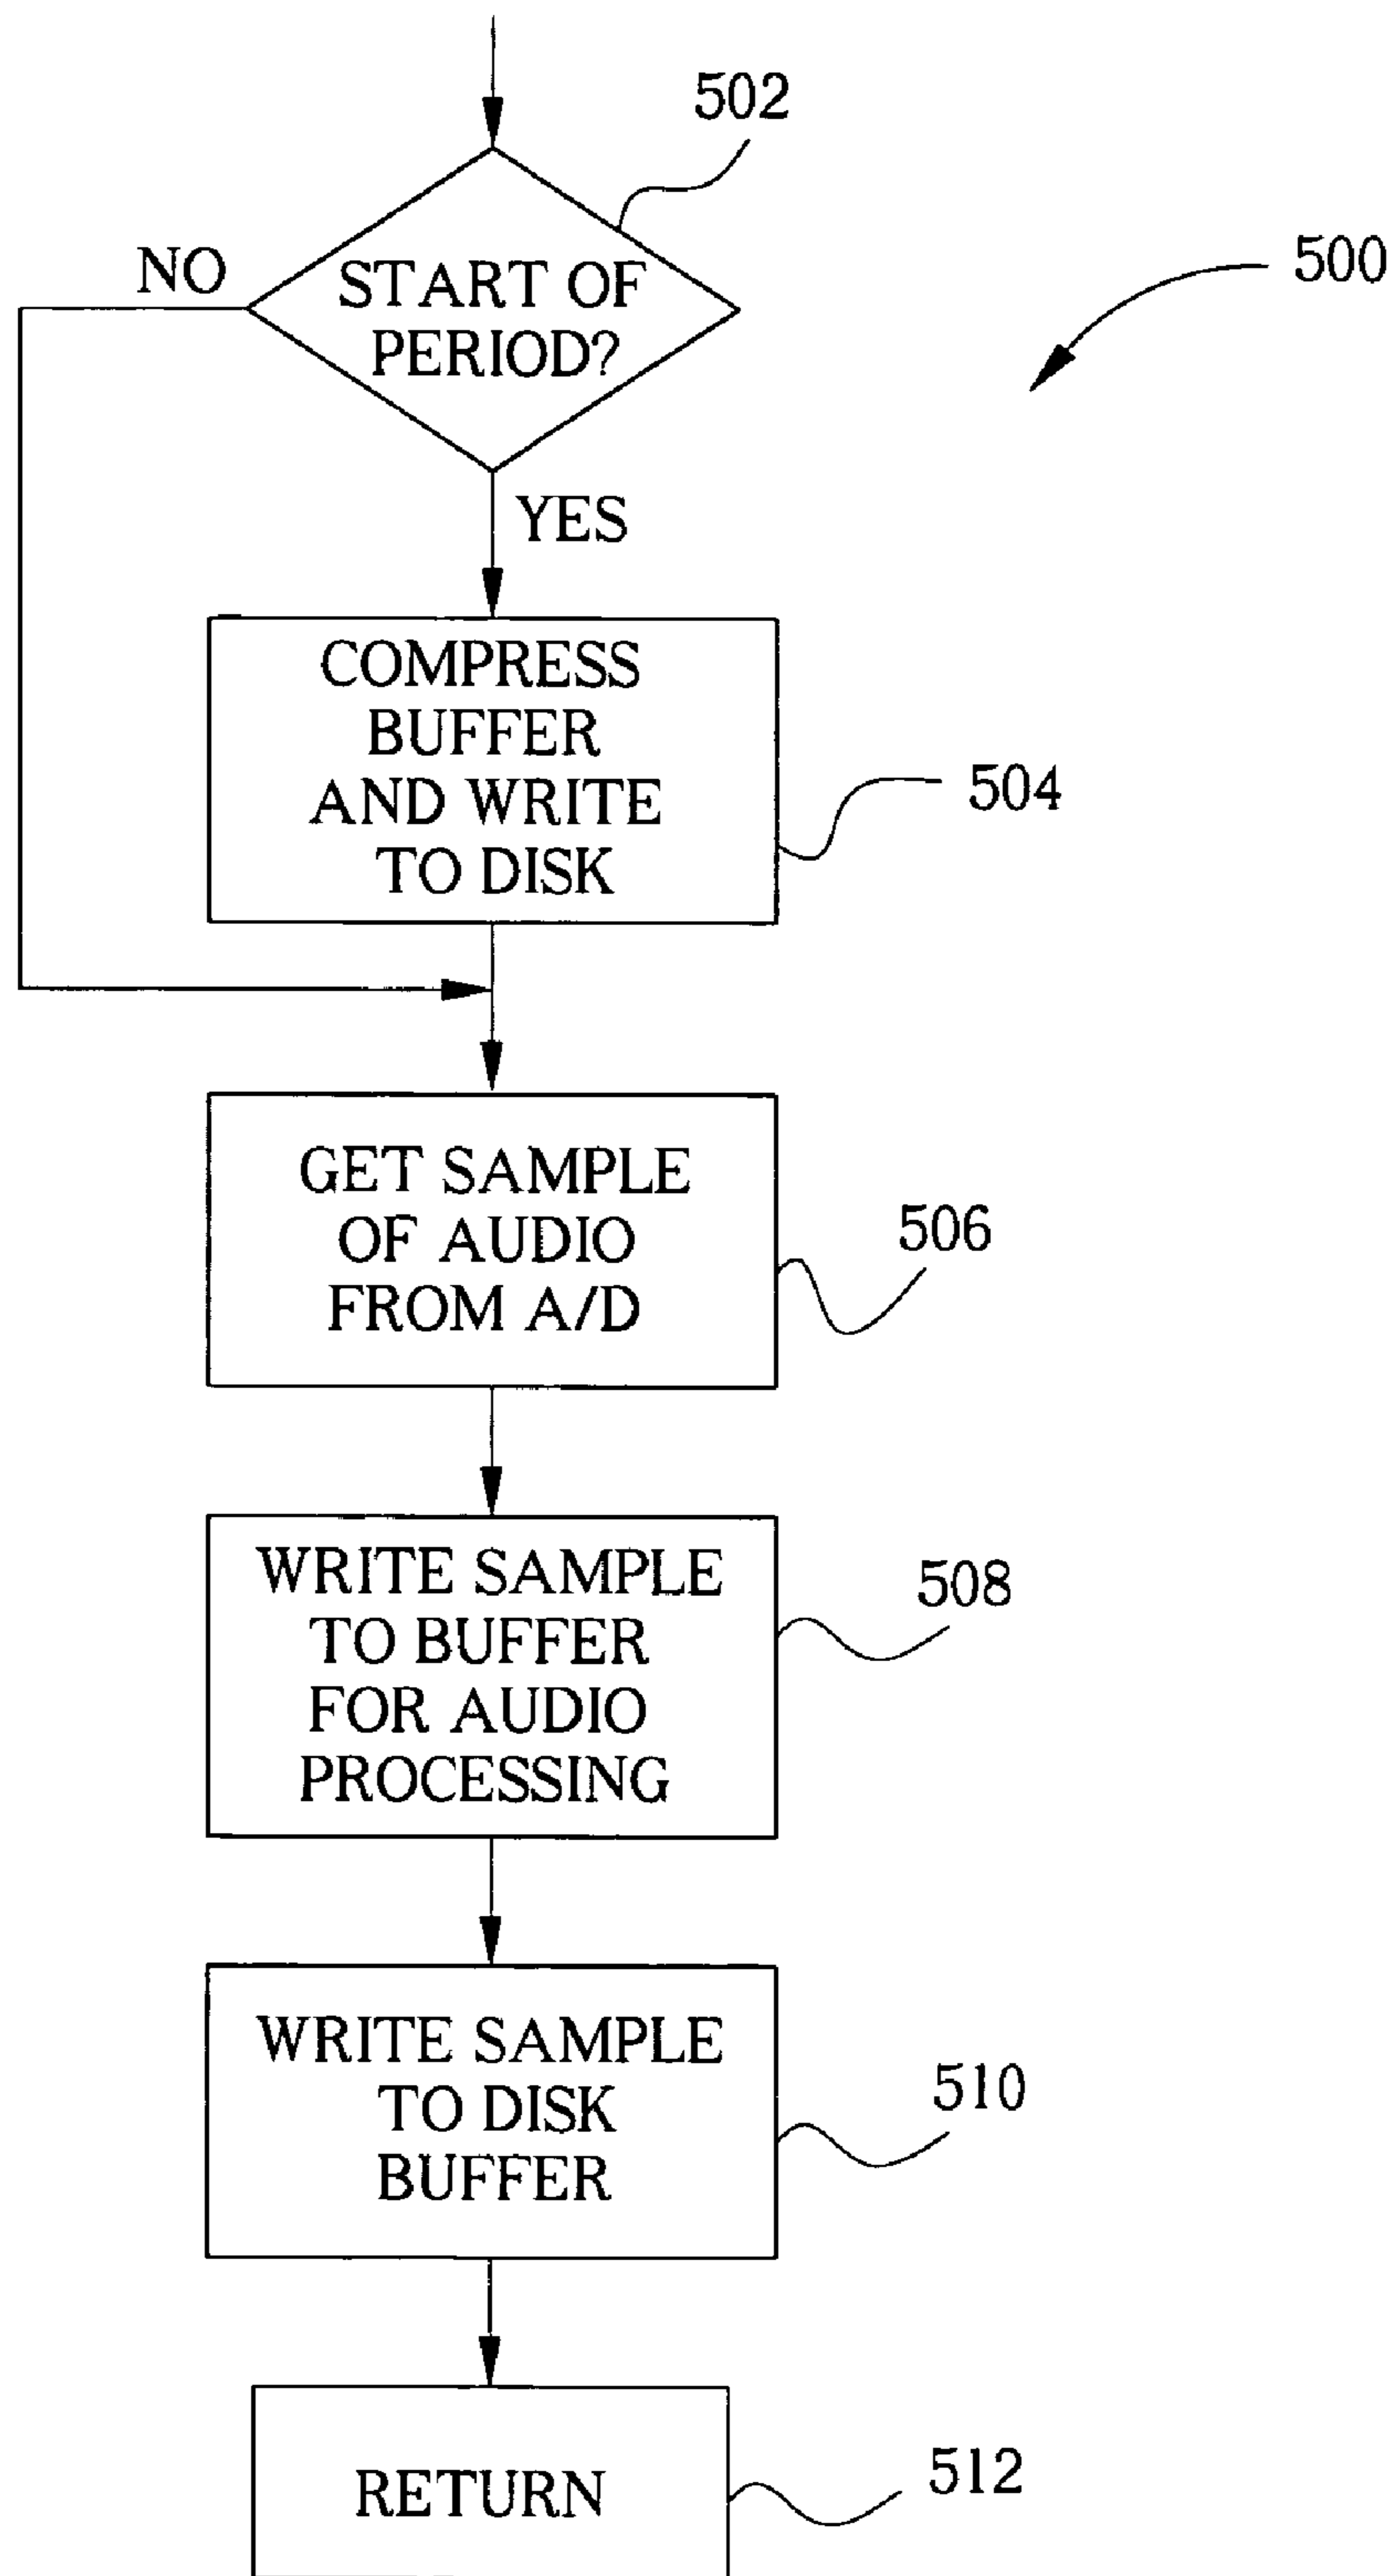 502
500
NO
START OF
PERIOD?
YES
COMPRESS
BUFFER
AND WRITE
TO DISK
504
GET SAMPLE
OF AUDIO
FROM A/D
506
WRITE SAMPLE
TO BUFFER
FOR AUDIO
PROCESSING
508
WRITE SAMPLE
TO DISK
BUFFER
510
RETURN
512